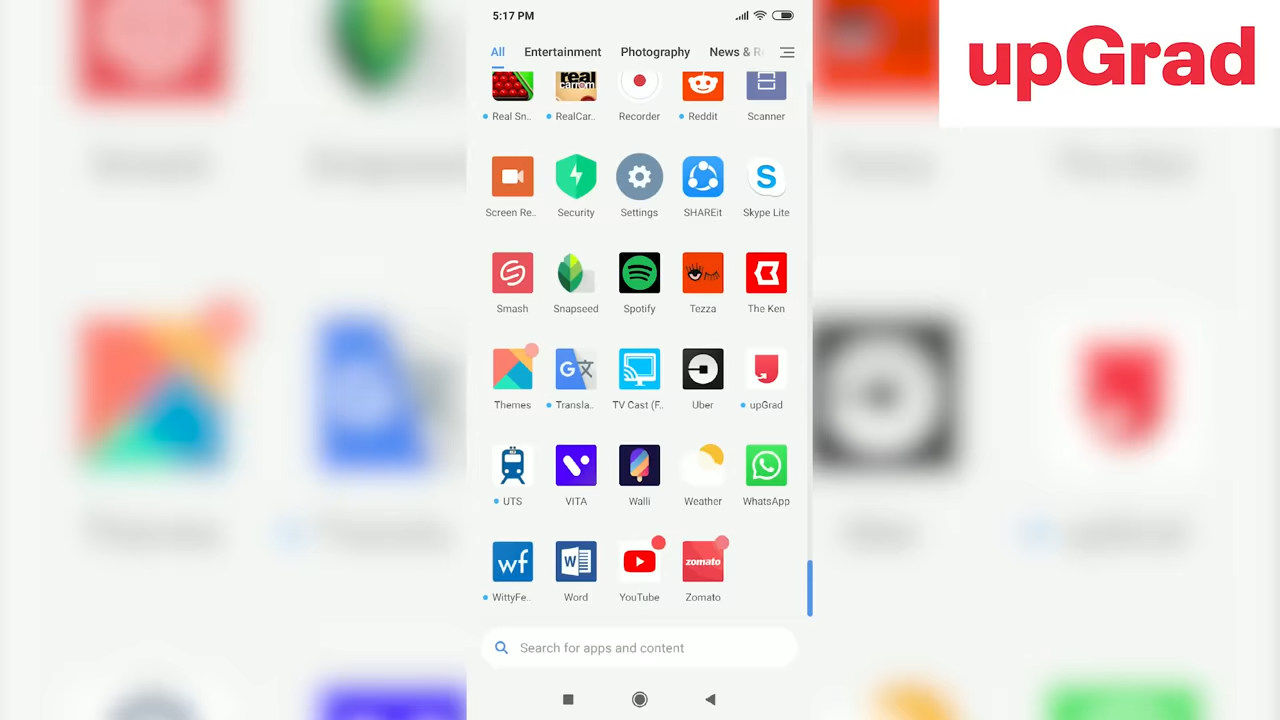 5:17 PM
upGrad
All Entertainment Photography News & R
real
carrom
Real Sn.. RealCar.. Recorder Reddit Scanner
S
Screen Re.. Security Settings SHAREit Skype Lite
Smash Snapseed Spotify Tezza The Ken
G
Themes Transla.. TV Cast (F.. Uber upGrad
UTS VITA Walli Weather WhatsApp
wf W zomato
WittyFe.. Word YouTube Zomato
Search for apps and content